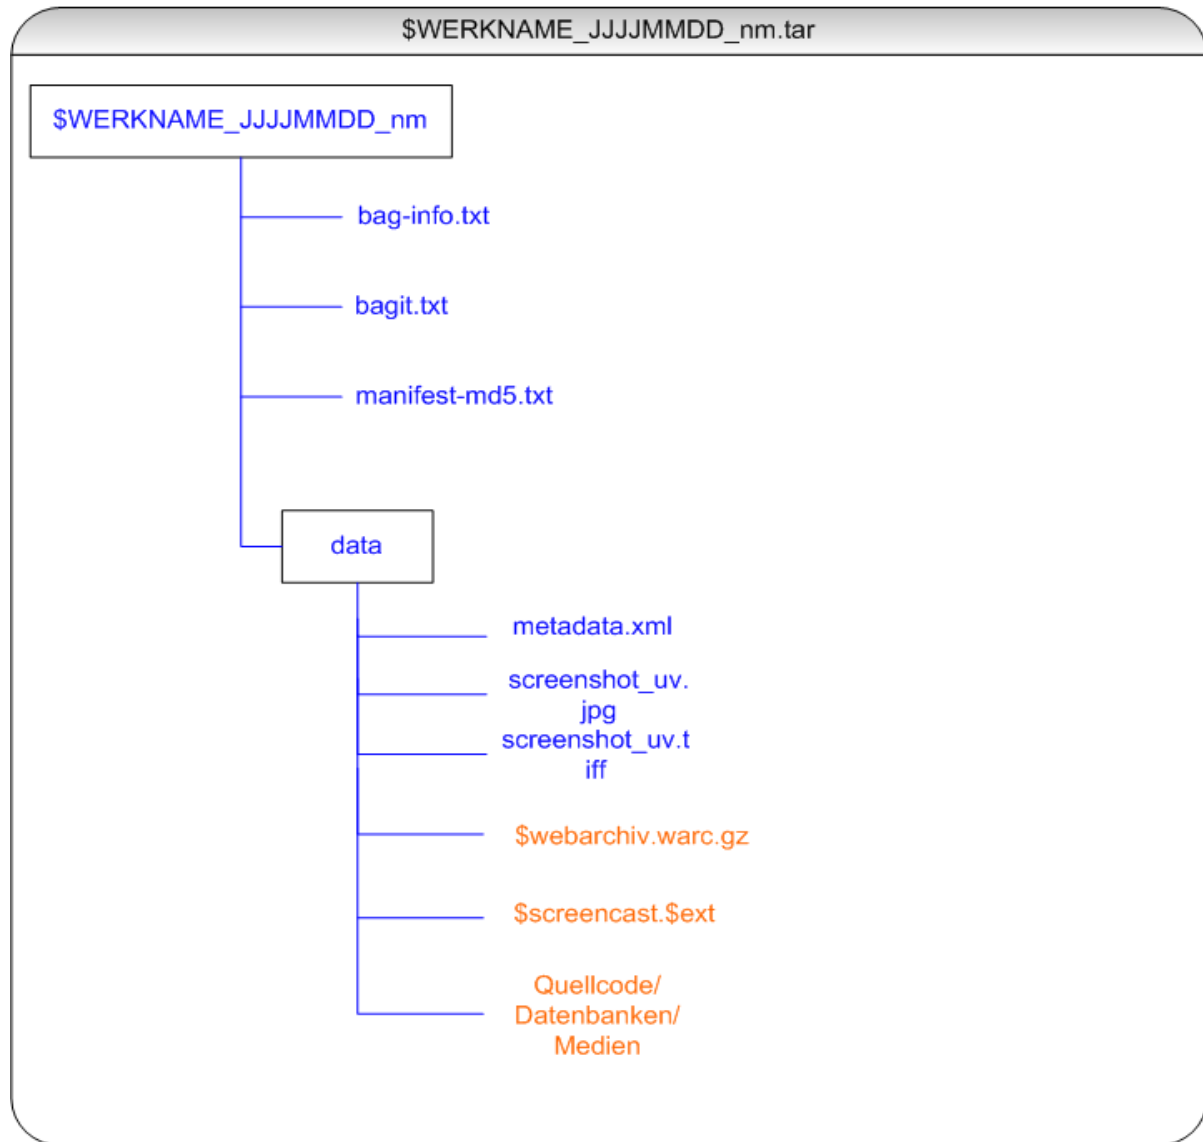 $WERKNAME_JJJJMMDD_nm.tar
$WERKNAME_JJJJMMDD_nm
bag-info.txt
bagit.txt
manifest-md5.txt
data
metadata.xml
screenshot_uv.
jpg
screenshot_uv.t
iff
$webarchiv.warc.gz
$screencast.$ext
Quellcode/
Datenbanken/
Medien